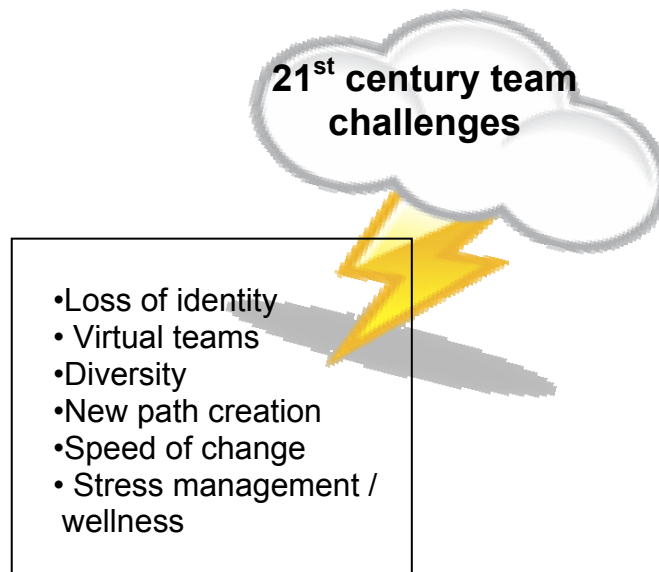 21st century team
challenges
•Loss of identity
• Virtual teams
•Diversity
•New path creation
•Speed of change
• Stress management /
wellness